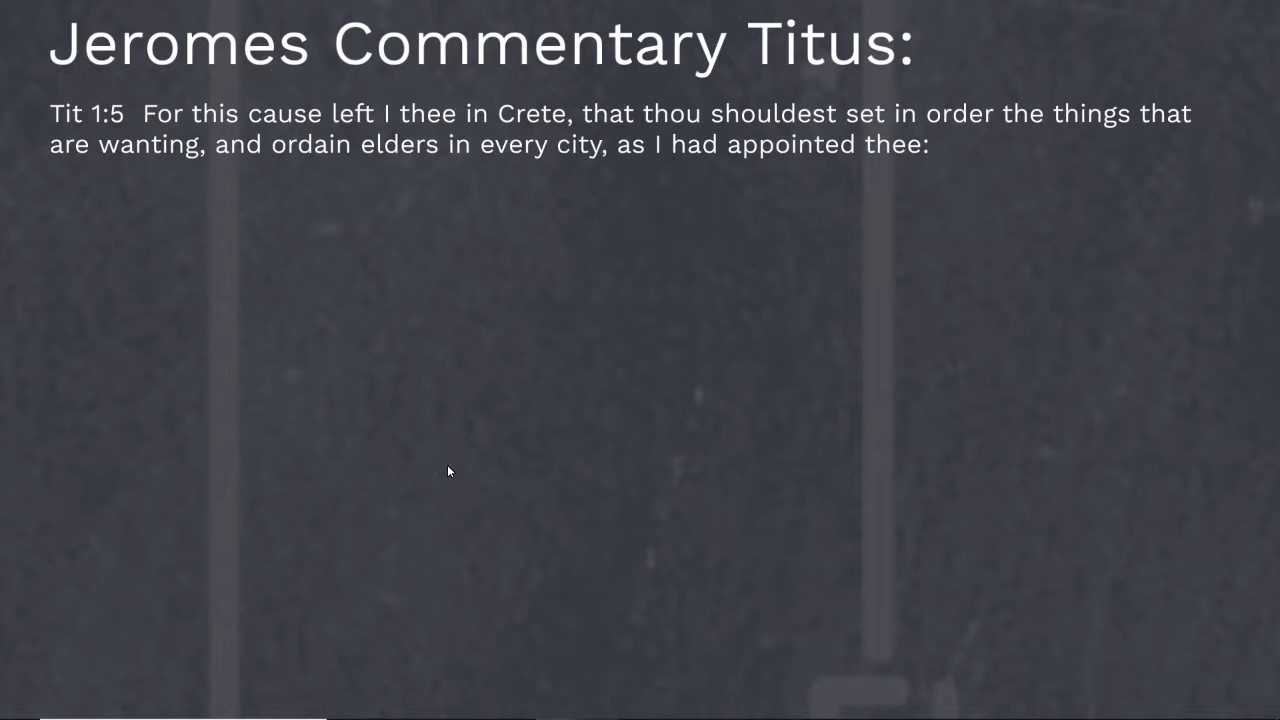 Jeromes Commentary Titus:
Tit 1:5  For this cause left I thee in Crete, that thou shouldest set in order the things that
are wanting, and ordain elders in every city, as I had appointed thee: